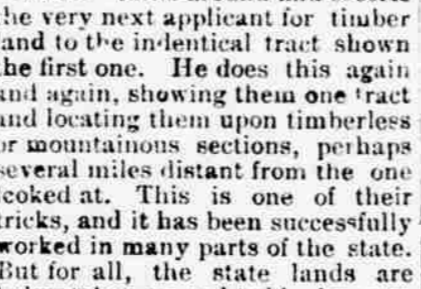 the very next applicant for timber
land to the indentical tract shown
the first one. He does this again
and again, showing them one tract
and locating them upon timberless
or mountainous sections, perhaps
several miles distant from the one
looked at. This is one of their
tricks, and it has been successfully
worked in many parts of the state.
But for all, the state lands are